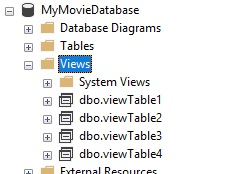 MyMovieDatabase
Database Diagrams
Tables
Views
System Views
dbo.viewTable1
dbo.viewTable2
dbo.viewTable3
dbo.viewTable4
External Resources